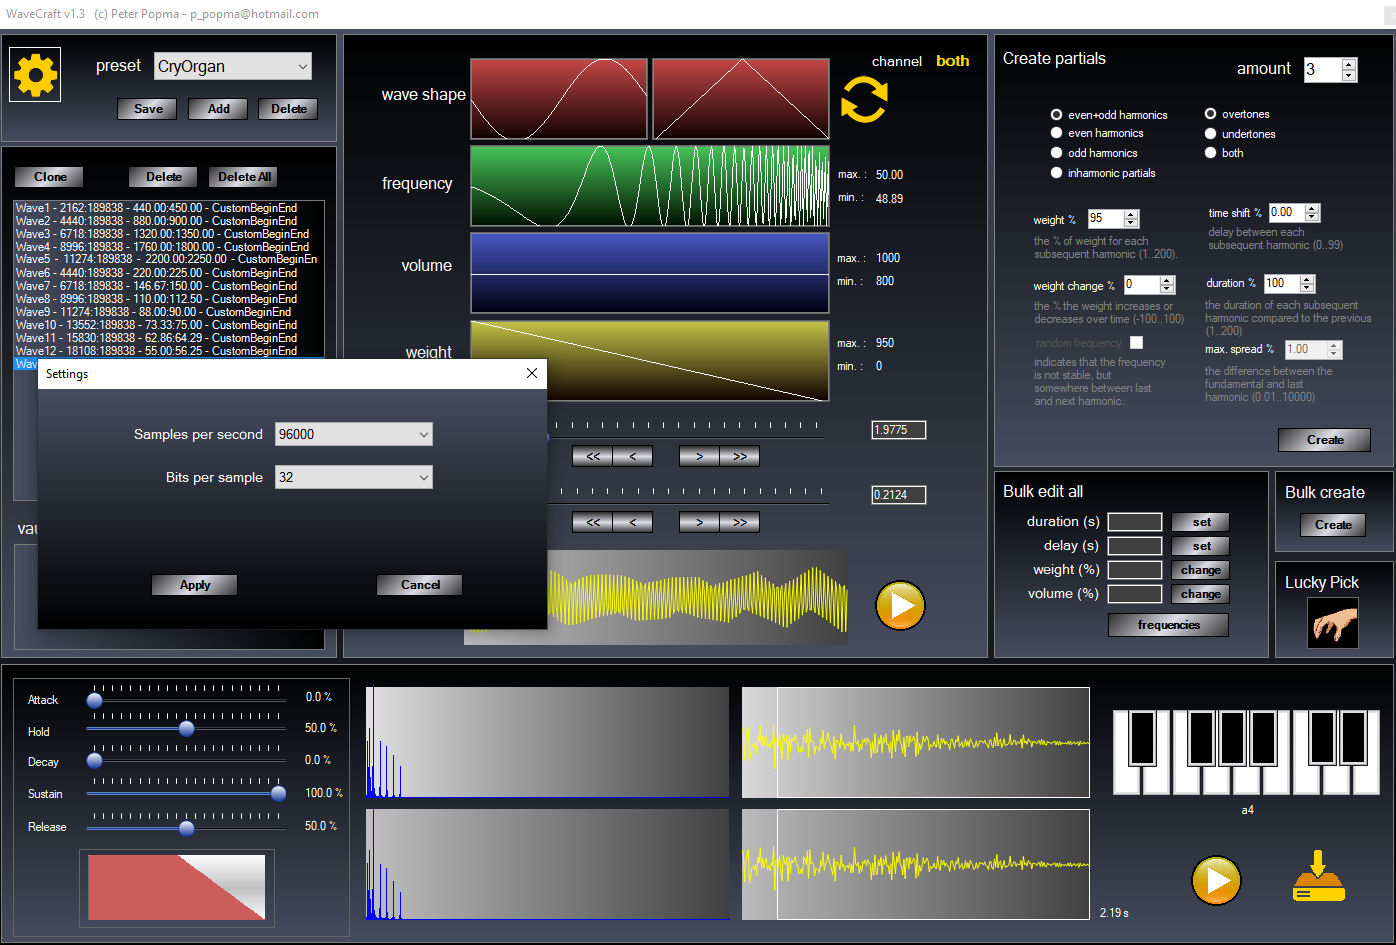 WaveCraft v1.3   (c) Peter Popma - p_popma@hotmail.com
preset CryOrgan
Save Add Delete
Clone Delete Delete All
Wave1 - 2162:189838 - 440.00:450.00 - CustomBeginEnd
Wave2 - 4440:189838 - 880.00:900.00 - CustomBeginEnd
Wave3 - 6718:189838 - 1320.00:1350.00 - CustomBeginEnd
Wave4 - 8996:189838 - 1760.00:1800.00 - CustomBeginEnd
Wave5 - 11274:189838 - 2200.00:2250.00 - CustomBeginEn
Wave6 - 4440:189838 - 220.00:225.00 - CustomBeginEnd
Wave7 - 6718:189838 - 146.67:150.00 - CustomBeginEnd
Wave8 - 8996:189838 - 110.00:112.50 - CustomBeginEnd
Wave9 - 11274:189838 - 88.00:90.00 - CustomBeginEnd
Wave10 - 13552:189838 - 73.33:75.00 - CustomBeginEnd
Wave11 - 15830:189838 - 62.86:64.29 - CustomBeginEnd
Wave12 - 18108:189838 - 55.00:56.25 - CustomBeginEnd
Wav
Settings
Samples per second 96000
Bits per sample 32
Apply Cancel
vau
channel both
wave shape
frequency
max. : 50.00
min. : 48.89
volume
max. : 1000
min. : 800
weight
max. : 950
min. : 0
1.9775
<< < > >>
0.2124
<< < > >>
Create partials
amount 3
even+odd harmonics
even harmonics
odd harmonics
inharmonic partials
overtones
undertones
both
weight % 95
the % of weight for each
subsequent harmonic (1..200).
time shift % 0.00
delay between each
subsequent harmonic (0..99)
weight change % 0
the % the weight increases or
decreases over time (-100..100)
duration % 100
the duration of each subsequent
harmonic compared to the previous
(1..200)
random frequency
indicates that the frequency
is not stable, but
somewhere between last
and next harmonic.
max. spread % 1.00
the difference between the
fundamental and last
harmonic (0.01..10000)
Create
Bulk edit all
duration (s) set
delay (s) set
weight (%) change
volume (%) change
frequencies
Bulk create
Create
Lucky Pick
Attack 0.0 %
Hold 50.0 %
Decay 0.0 %
Sustain 100.0 %
Release 50.0 %
a4
2.19 s